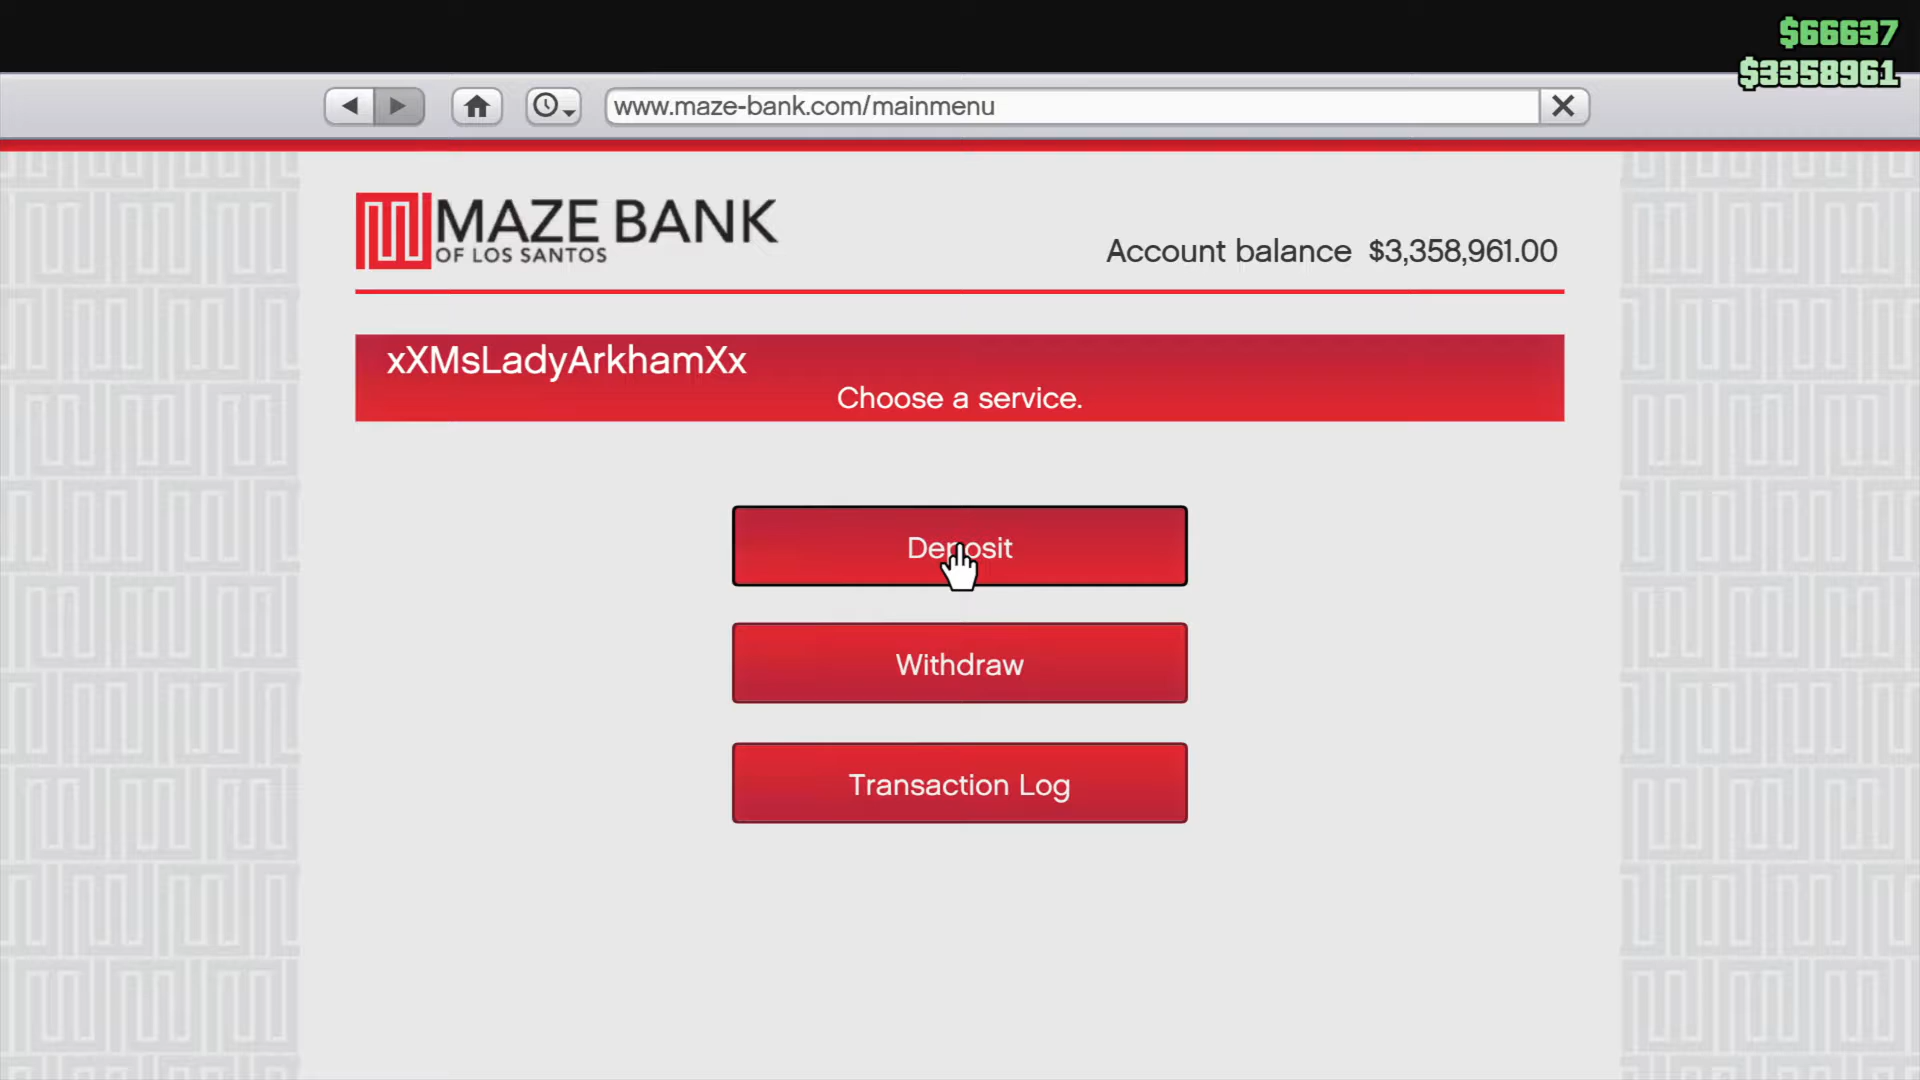 $66637
$3358961
www.maze-bank.com/mainmenu
MAZE BANK
OF LOS SANTOS
Account balance $3,358,961.00
xXMsLadyArkhamXx
Choose a service.
Deposit
Withdraw
Transaction Log